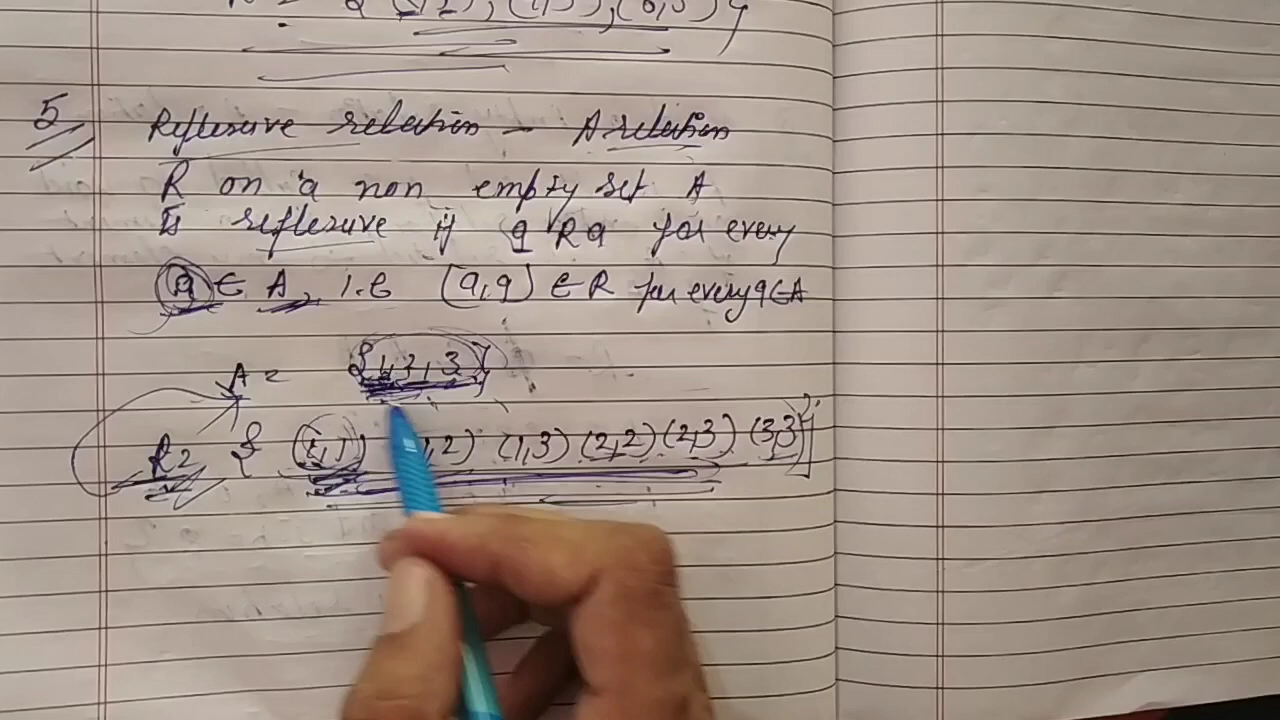 5
Reflexive relation - A relation
R on a non empty set A
Is reflexive if a R a for every
a ∈ A, i.e (a,a) ∈ R for every a ∈ A
A = {1,2,3}
R = { (1,1) ,2) (1,3) (2,2) (2,3) (3,3) }